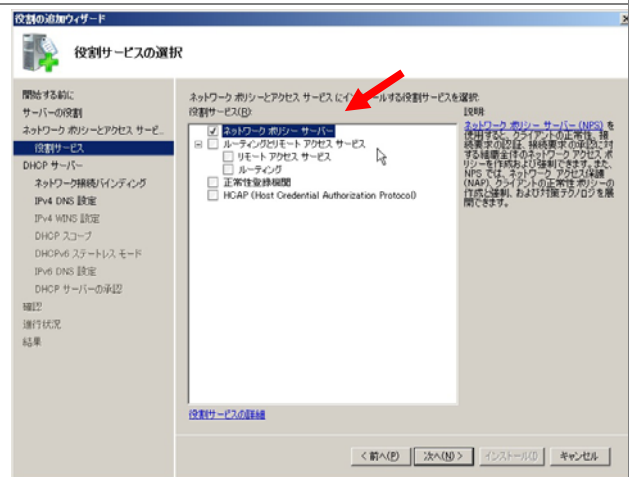 役割の追加ウィザード
役割サービスの選択
開始する前に
サーバーの役割
ネットワーク ポリシーとアクセス サービ...
役割サービス
DHCP サーバー
ネットワーク接続バインディング
IPv4 DNS 設定
IPv4 WINS 設定
DHCP スコープ
DHCPv6 ステートレス モード
IPv6 DNS 設定
DHCP サーバーの承認
確認
進行状況
結果
ネットワーク ポリシーとアクセス サービス にインストールする役割サービスを選択:
役割サービス(R):
ネットワーク ポリシー サーバー
ルーティングとリモート アクセス サービス
リモート アクセス サービス
ルーティング
正常性登録機関
HCAP (Host Credential Authorization Protocol)
役割サービスの詳細
説明:
ネットワーク ポリシー サーバー (NPS) を
使用すると、クライアントの正常性、接
続要求の認証、接続要求の承認に対
する組織全体のネットワーク アクセス ポ
リシーを作成および強制できます。また、
NPS では、ネットワーク アクセス保護
(NAP)、クライアントの正常性ポリシーの
作成と強制、および対策テクノロジを展
開できます。
< 前へ(P)
次へ(N) >
インストール(I)
キャンセル